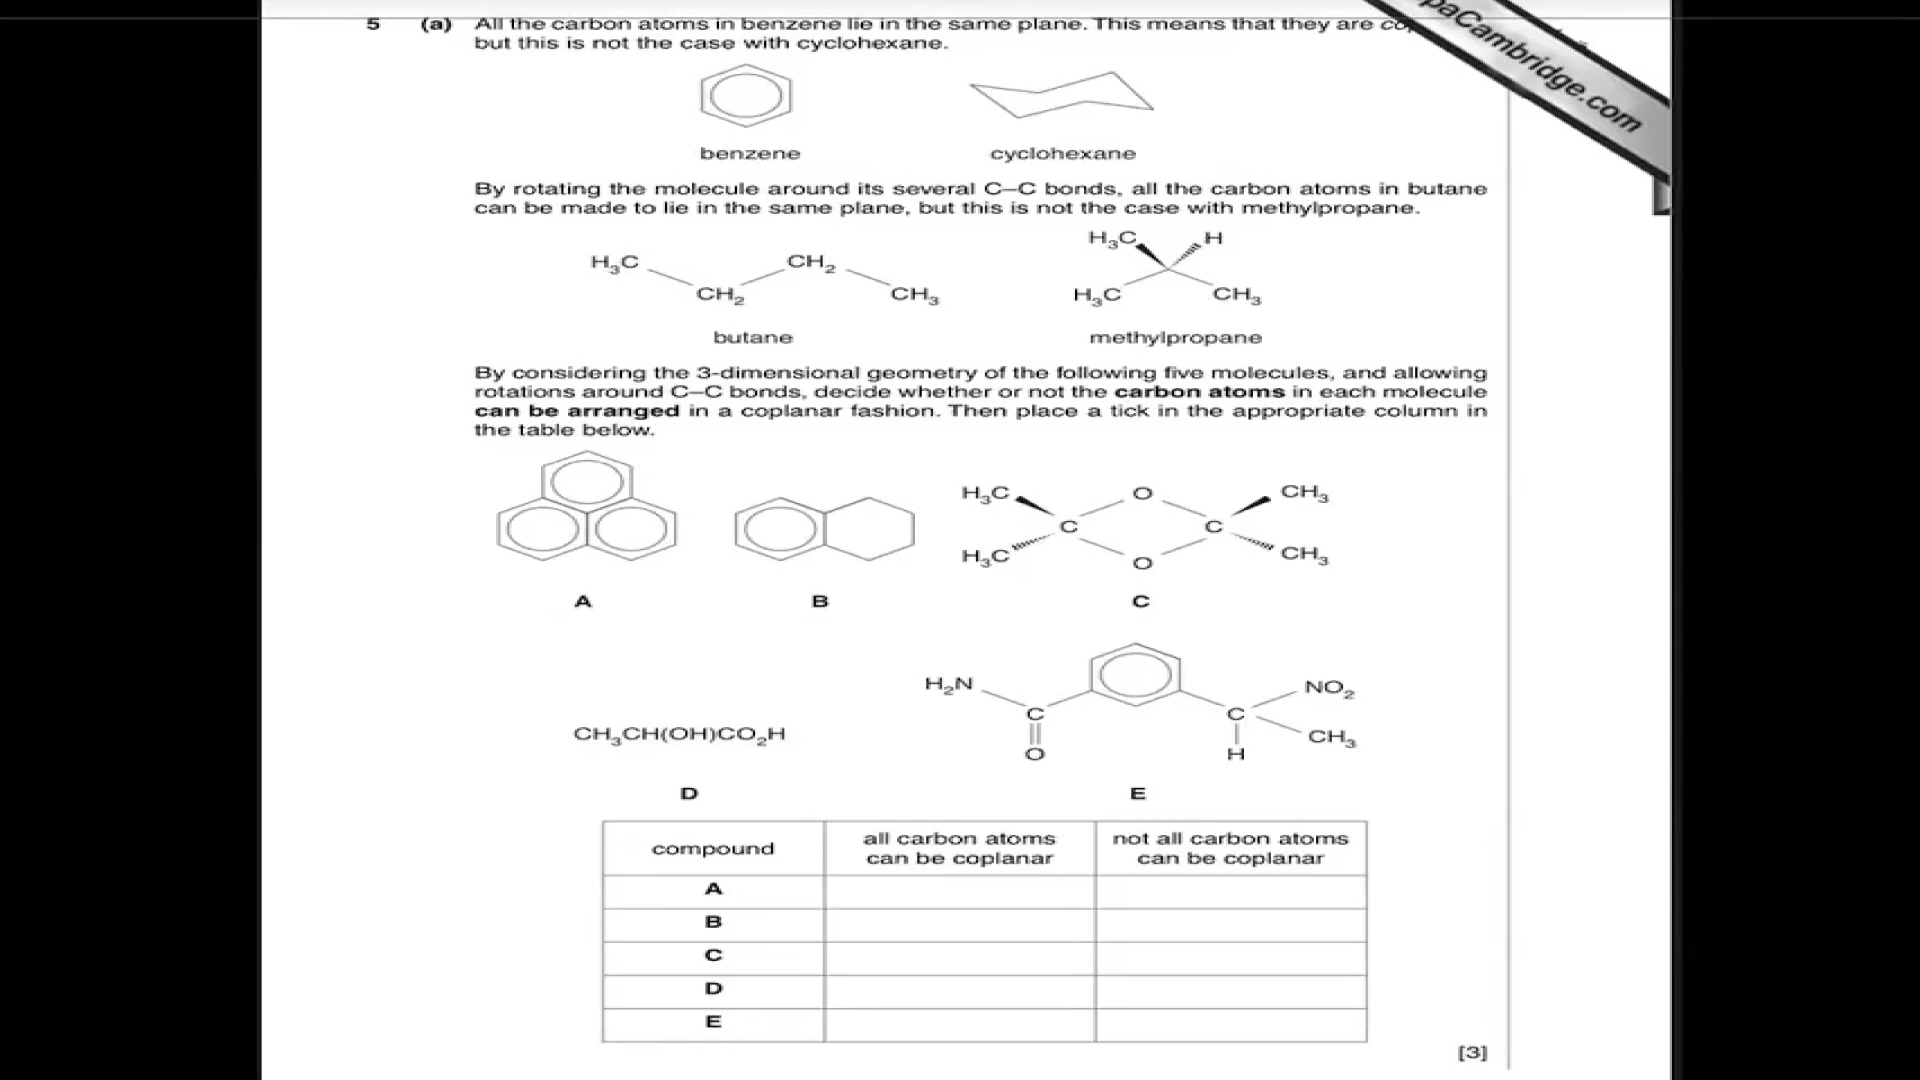 5 (a) All the carbon atoms in benzene lie in the same plane. This means that they are
but this is not the case with cyclohexane.
paCambridge.com
benzene cyclohexane
By rotating the molecule around its several C–C bonds, all the carbon atoms in butane
can be made to lie in the same plane, but this is not the case with methylpropane.
H₃C CH₂ CH₂ CH₃
H₃C H H₃C CH₃
butane methylpropane
By considering the 3-dimensional geometry of the following five molecules, and allowing
rotations around C–C bonds, decide whether or not the carbon atoms in each molecule
can be arranged in a coplanar fashion. Then place a tick in the appropriate column in
the table below.
H₃C O CH₃
C C
H₃C O CH₃
A B C
H₂N NO₂
C C
CH₃CH(OH)CO₂H CH₃
O H
D E
compound all carbon atoms can be coplanar not all carbon atoms can be coplanar
A
B
C
D
E
[3]